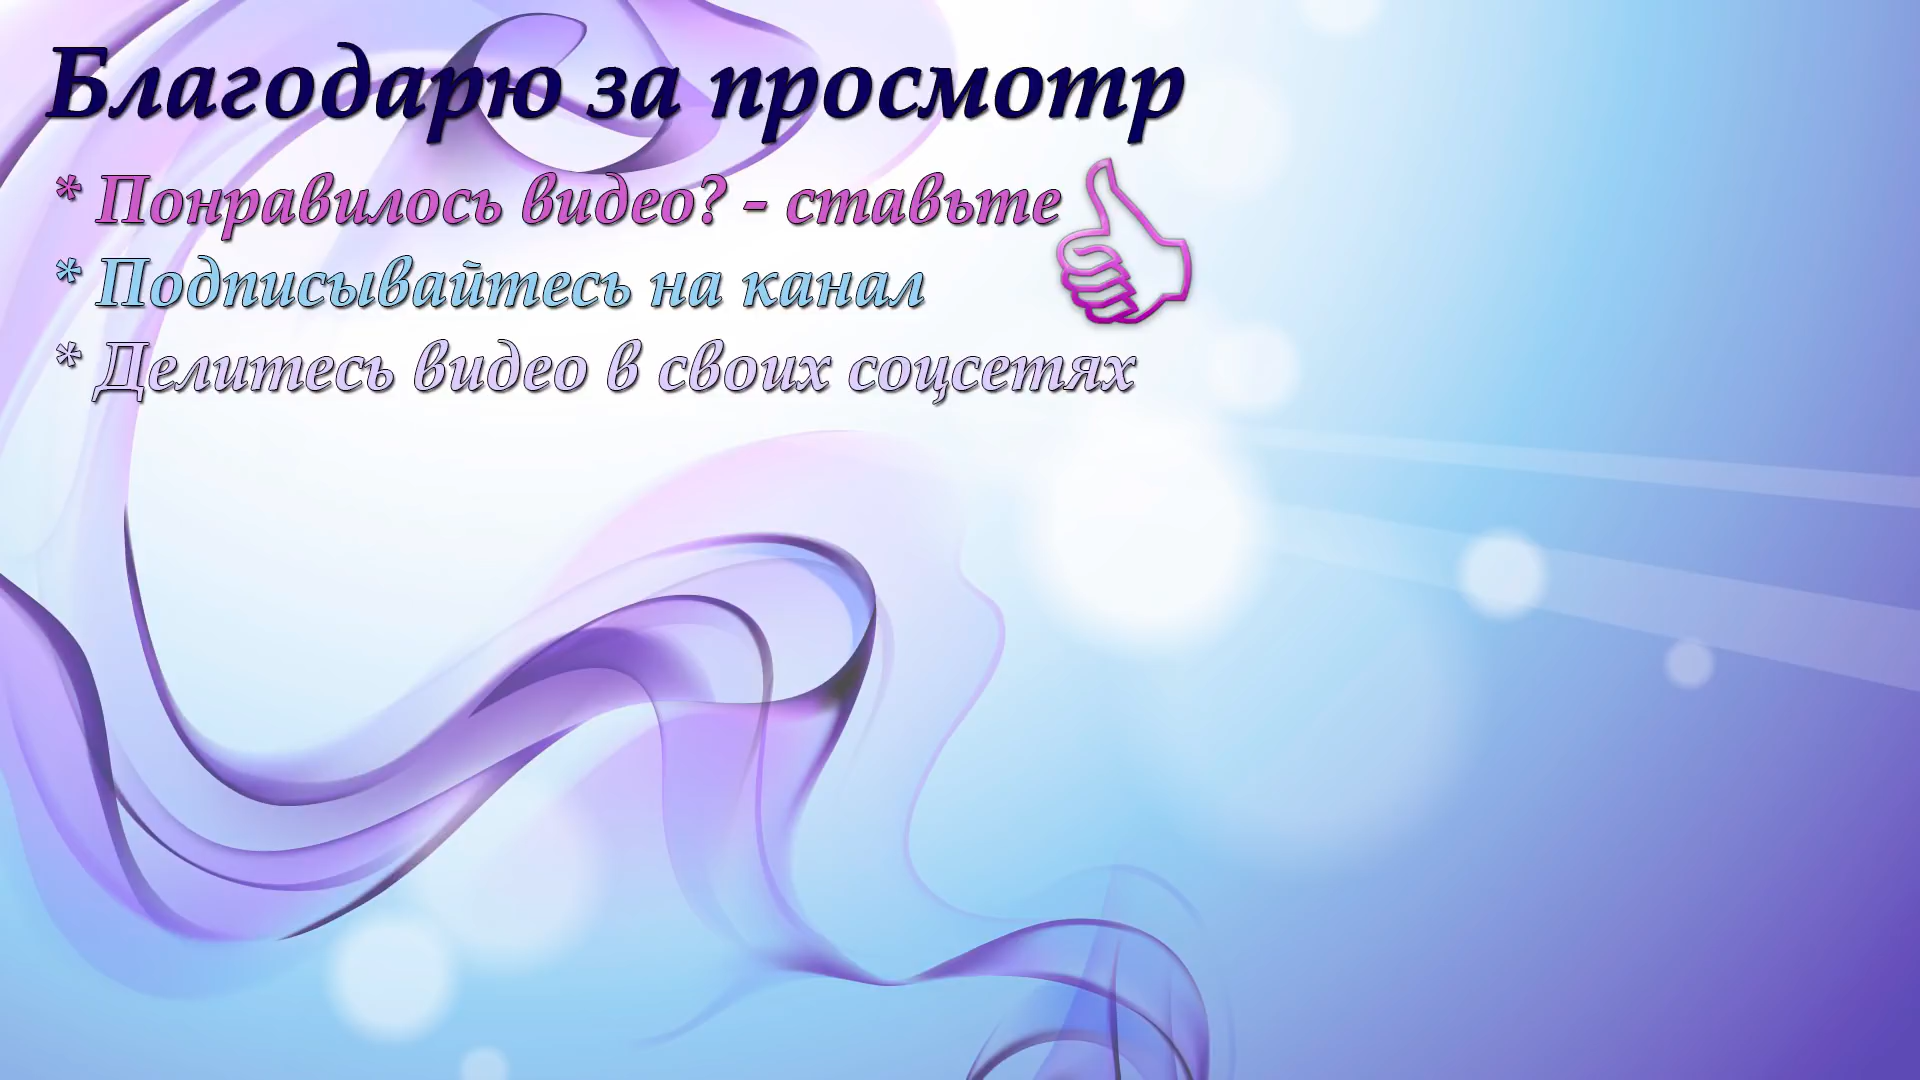 Благодарю за просмотр
* Понравилось видео? - ставьте
* Подписывайтесь на канал
* Делитесь видео в своих соцсетях